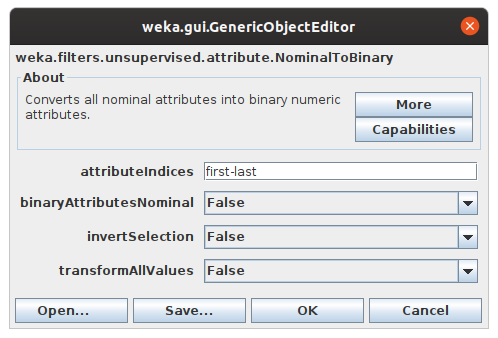 weka.gui.GenericObjectEditor
weka.filters.unsupervised.attribute.NominalToBinary
About
Converts all nominal attributes into binary numeric
attributes.
More
Capabilities
attributeIndices first-last
binaryAttributesNominal False
invertSelection False
transformAllValues False
Open... Save... OK Cancel